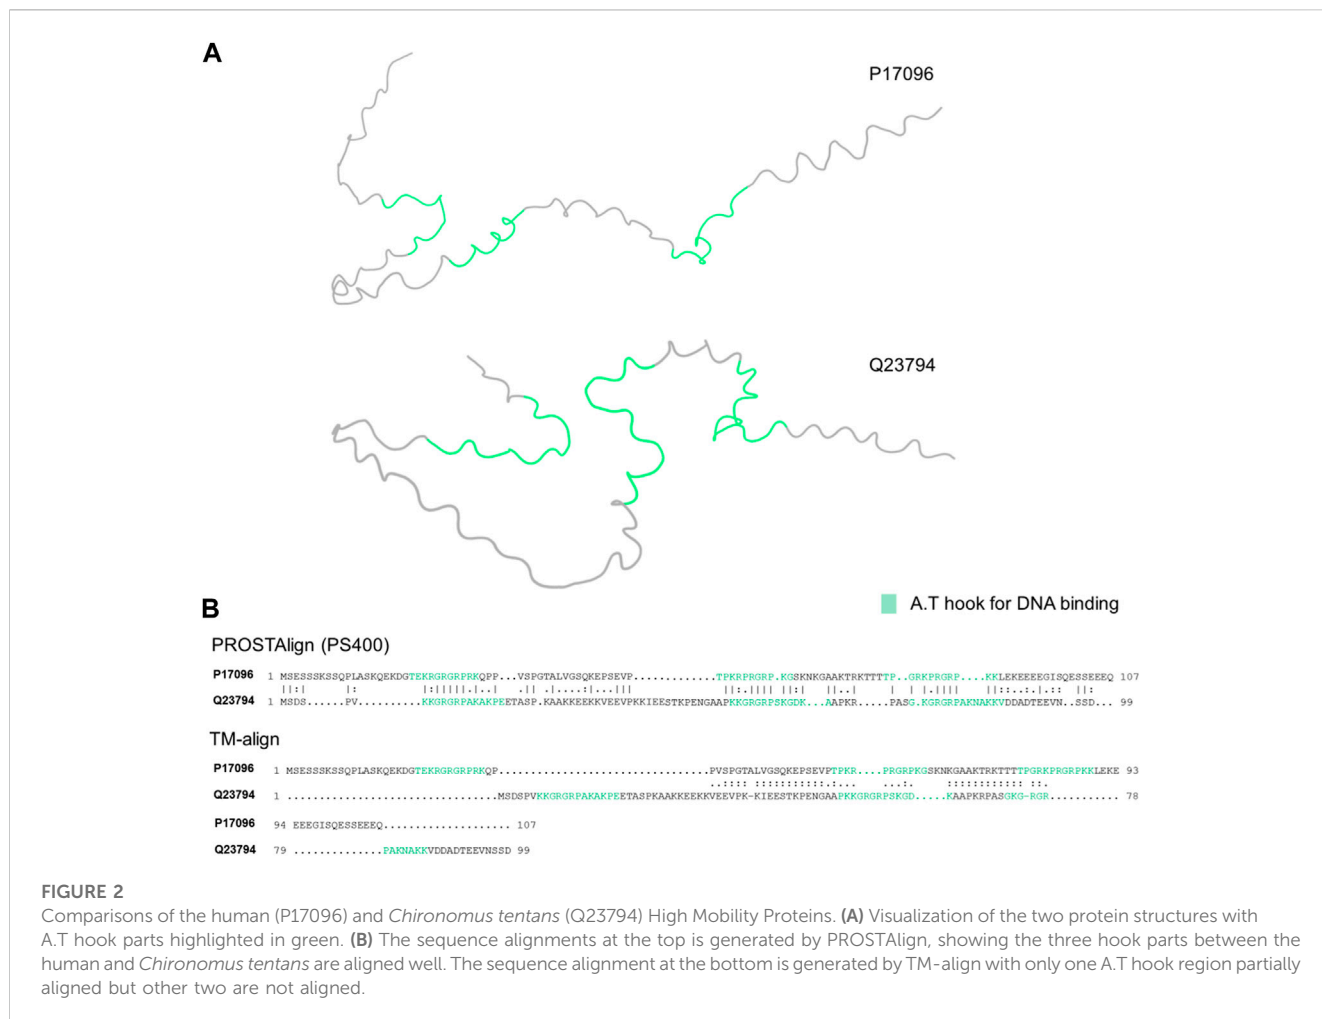 A
P17096
Q23794
B
A.T hook for DNA binding
PROSTAlign (PS400)
P17096 1 MSESSSKSSQPLASKQEKDGTEKRGRGRPRKQPP...VSPGTALVGSQKEPSEVP...........TPKRPRGRP.KGSKNKGAAKTRKTTTTP..GRKPRGRP....KKLEKEEEEGISQESSEEEQ 107
Q23794 1 MSDS...PV..........KKGRGRPAKAKPEETASP.KAAKKEEKKVEEVPKKIEESTKPENGAAPKKGRGRPSKGDK...AAPKR.....PASG.KGRGRPAKNAKKVDDADTEEVN..SSD... 99
TM-align
P17096 1 MSESSSKSSQPLASKQEKDGTEKRGRGRPRKQP..........................PVSPGTALVGSQKEPSEVPTPKR....PRGRPKGSKNKGAAKTRKTTTTPGRKPRGRPKKLEKE 93
Q23794 1 ..........................MSDSPVKKGRGRPAKAKPEETASPKAAKKEEKKVEEVPK-KIEESTKPENGAAPKKGRGRPSKGD.....KAAPKRPASGKG-RGR........... 78
P17096 94 EEEGISQESSEEEQ.................... 107
Q23794 79 ..............PAKNAKKVDDADTEEVNSSD 99
FIGURE 2
Comparisons of the human (P17096) and Chironomus tentans (Q23794) High Mobility Proteins. (A) Visualization of the two protein structures with
A.T hook parts highlighted in green. (B) The sequence alignments at the top is generated by PROSTAlign, showing the three hook parts between the
human and Chironomus tentans are aligned well. The sequence alignment at the bottom is generated by TM-align with only one A.T hook region partially
aligned but other two are not aligned.